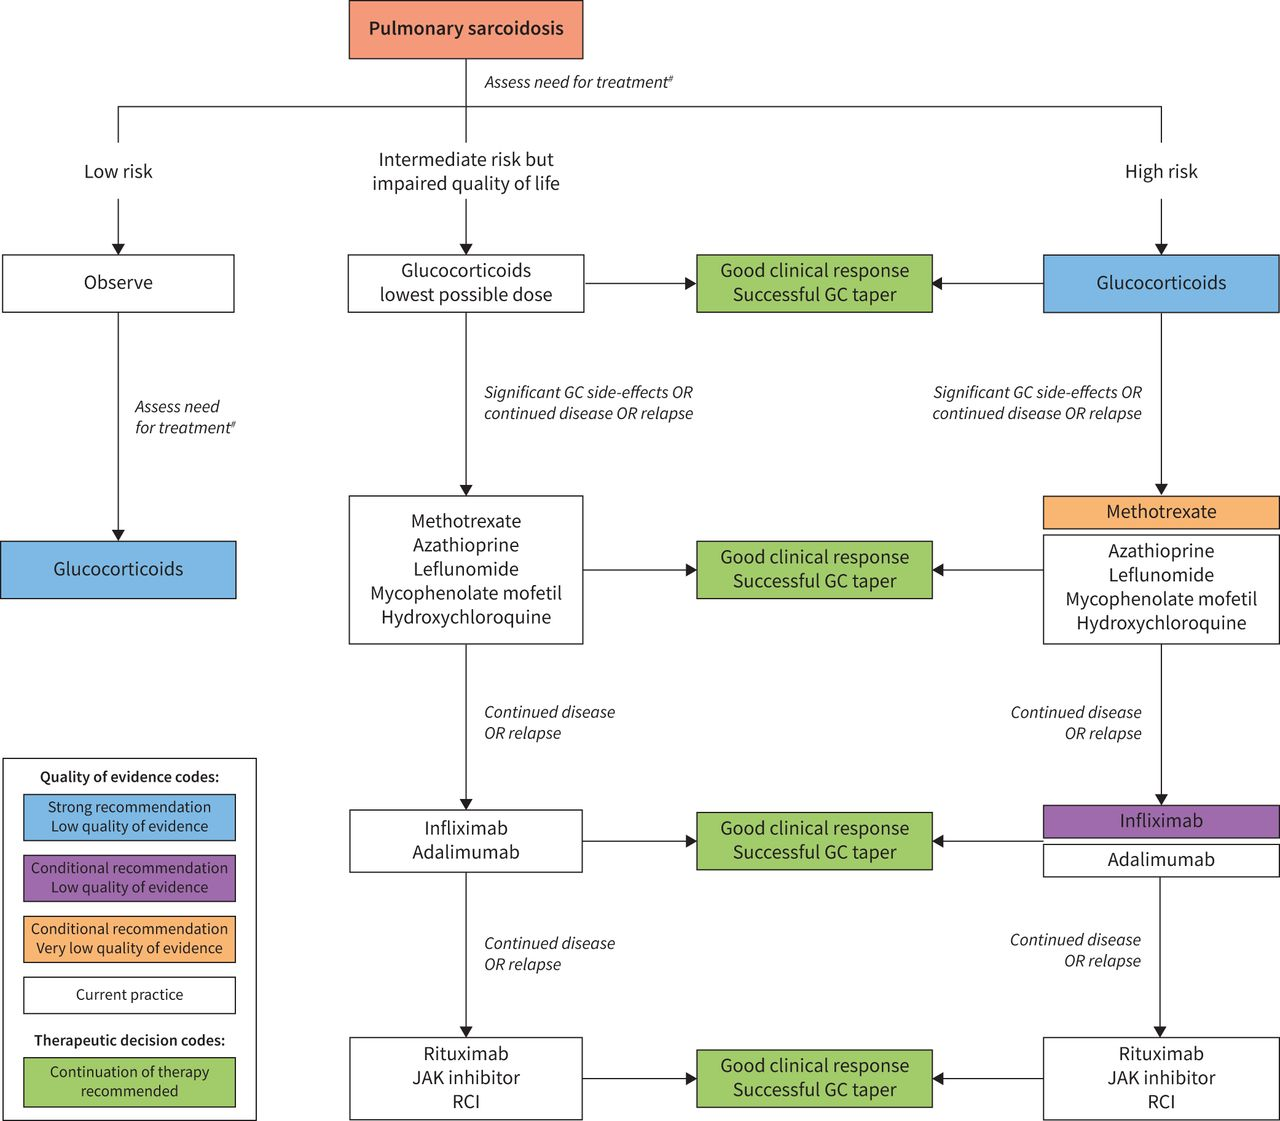 Pulmonary sarcoidosis
Assess need for treatment#
Low risk
Intermediate risk but
impaired quality of life
High risk
Observe
Glucocorticoids
lowest possible dose
Good clinical response
Successful GC taper
Glucocorticoids
Assess need
for treatment#
Significant GC side-effects OR
continued disease OR relapse
Significant GC side-effects OR
continued disease OR relapse
Glucocorticoids
Methotrexate
Azathioprine
Leflunomide
Mycophenolate mofetil
Hydroxychloroquine
Good clinical response
Successful GC taper
Methotrexate
Azathioprine
Leflunomide
Mycophenolate mofetil
Hydroxychloroquine
Continued disease
OR relapse
Continued disease
OR relapse
Infliximab
Adalimumab
Good clinical response
Successful GC taper
Infliximab
Adalimumab
Continued disease
OR relapse
Continued disease
OR relapse
Rituximab
JAK inhibitor
RCI
Good clinical response
Successful GC taper
Rituximab
JAK inhibitor
RCI
Quality of evidence codes:
Strong recommendation
Low quality of evidence
Conditional recommendation
Low quality of evidence
Conditional recommendation
Very low quality of evidence
Current practice
Therapeutic decision codes:
Continuation of therapy
recommended